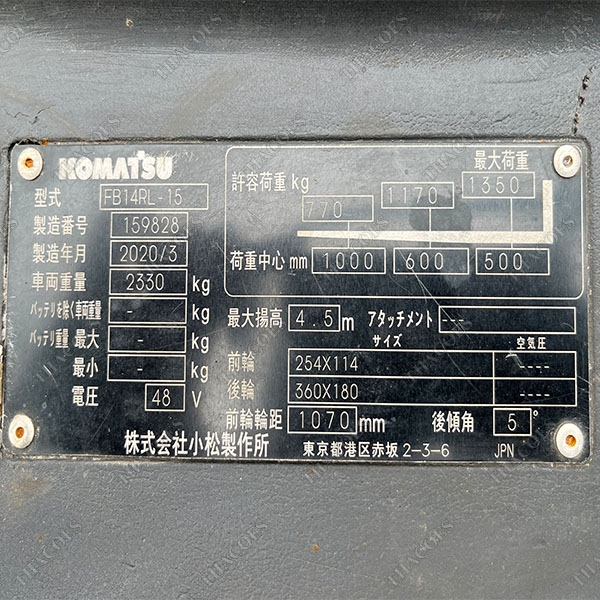 KOMATSU
型式 FB14RL-15
製造番号 159828
製造年月 2020/3
車両重量 2330 kg
バッテリを除く車両重量 - kg
バッテリ重量 最大 - kg
最小 - kg
電圧 48 V
許容荷重 kg 770 1170 最大荷重 1350
荷重中心 mm 1000 600 500
最大揚高 4.5 m アタッチメント ---
サイズ 空気圧
前輪 254X114 ----
後輪 360X180 ----
前輪輪距 1070 mm 後傾角 5°
株式会社小松製作所 東京都港区赤坂 2-3-6 JPN